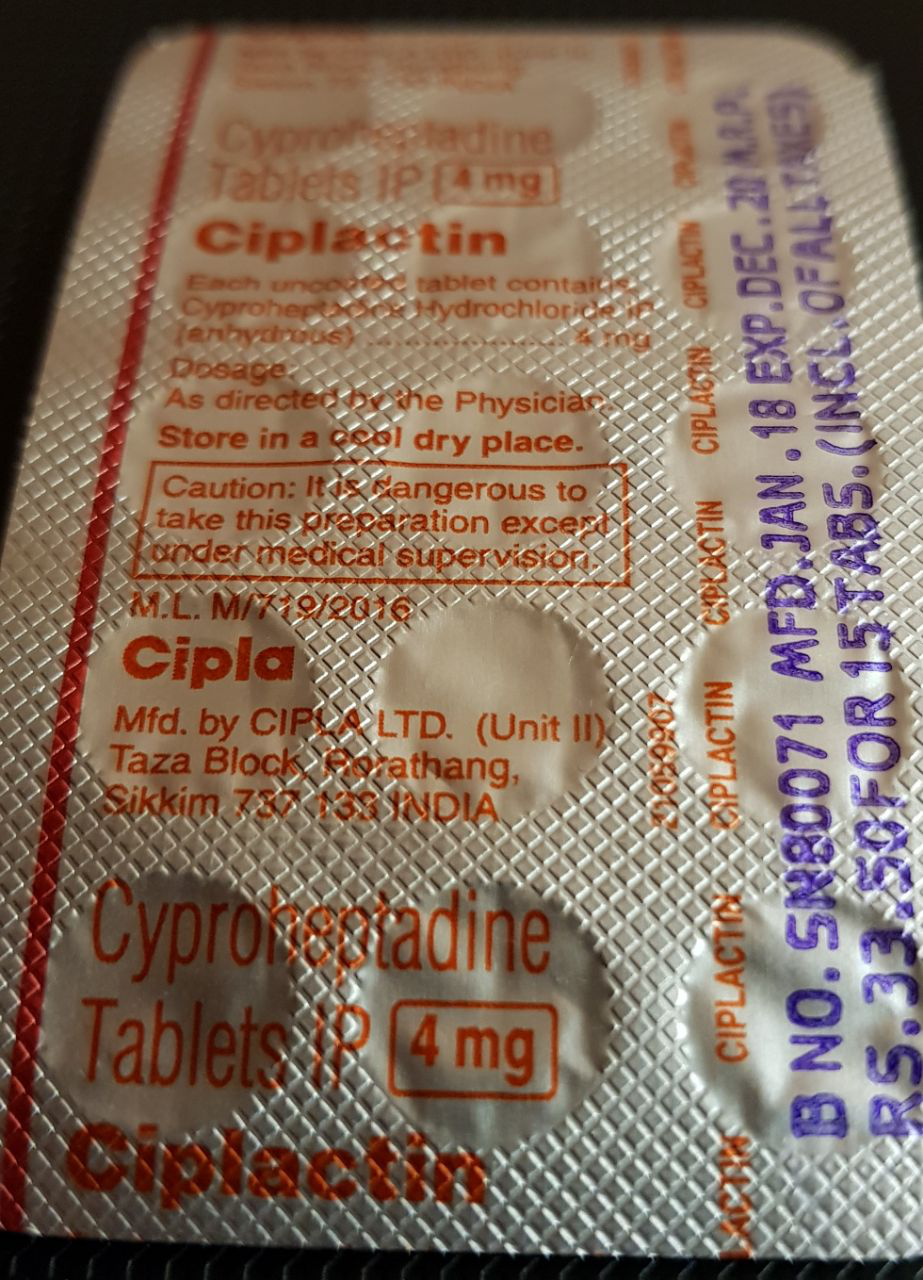 Cyproheptadine
Tablets IP 4 mg
Ciplactin
Each uncoated tablet contains
Cyproheptadine Hydrochloride IP
(anhydrous) ........................ 4 mg
Dosage
As directed by the Physician.
Store in a cool dry place.
Caution: It is dangerous to
take this preparation except
under medical supervision.
M.L. M/719/2016
Cipla
Mfd. by CIPLA LTD. (Unit II)
Taza Block, Rorathang,
Sikkim 737 133 INDIA
Cyproheptadine
Tablets IP 4 mg
Ciplactin
CIPLACTIN
CIPLACTIN
CIPLACTIN
CIPLACTIN
CIPLACTIN
CIPLACTIN
LACTIN
B NO. SN80071 MFD.JAN.18 EXP.DEC.20 M.R.P.
RS.33.50 FOR 15 TABS.(INCL.OF ALL TAXES)